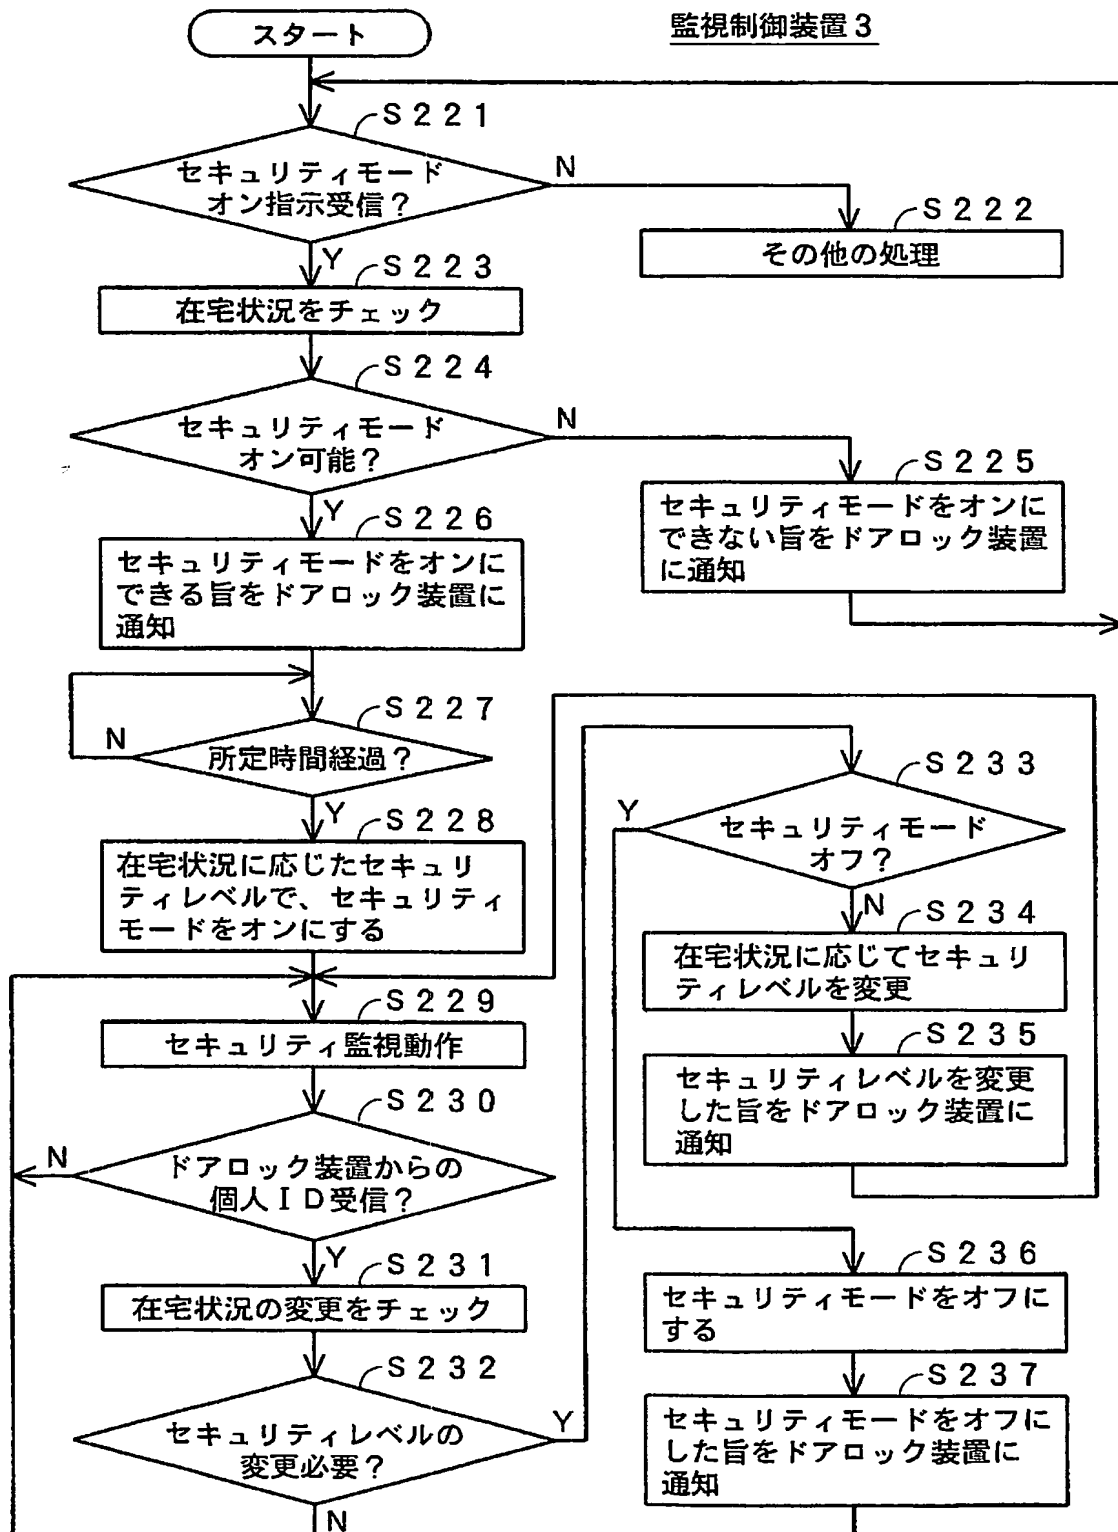 監視制御装置３
スタート
Ｓ２２１
セキュリティモード
オン指示受信？
Ｎ
Ｙ
Ｓ２２２
その他の処理
Ｓ２２３
在宅状況をチェック
Ｓ２２４
セキュリティモード
オン可能？
Ｎ
Ｙ
Ｓ２２５
セキュリティモードをオンに
できない旨をドアロック装置
に通知
Ｓ２２６
セキュリティモードをオンに
できる旨をドアロック装置に
通知
Ｓ２２７
所定時間経過？
Ｎ
Ｙ
Ｓ２２８
在宅状況に応じたセキュリ
ティレベルで、セキュリティ
モードをオンにする
Ｓ２２９
セキュリティ監視動作
Ｓ２３０
ドアロック装置からの
個人ＩＤ受信？
Ｎ
Ｙ
Ｓ２３１
在宅状況の変更をチェック
Ｓ２３２
セキュリティレベルの
変更必要？
Ｙ
Ｎ
Ｓ２３３
セキュリティモード
オフ？
Ｙ
Ｎ
Ｓ２３４
在宅状況に応じてセキュリ
ティレベルを変更
Ｓ２３５
セキュリティレベルを変更
した旨をドアロック装置に
通知
Ｓ２３６
セキュリティモードをオフに
する
Ｓ２３７
セキュリティモードをオフに
した旨をドアロック装置に
通知